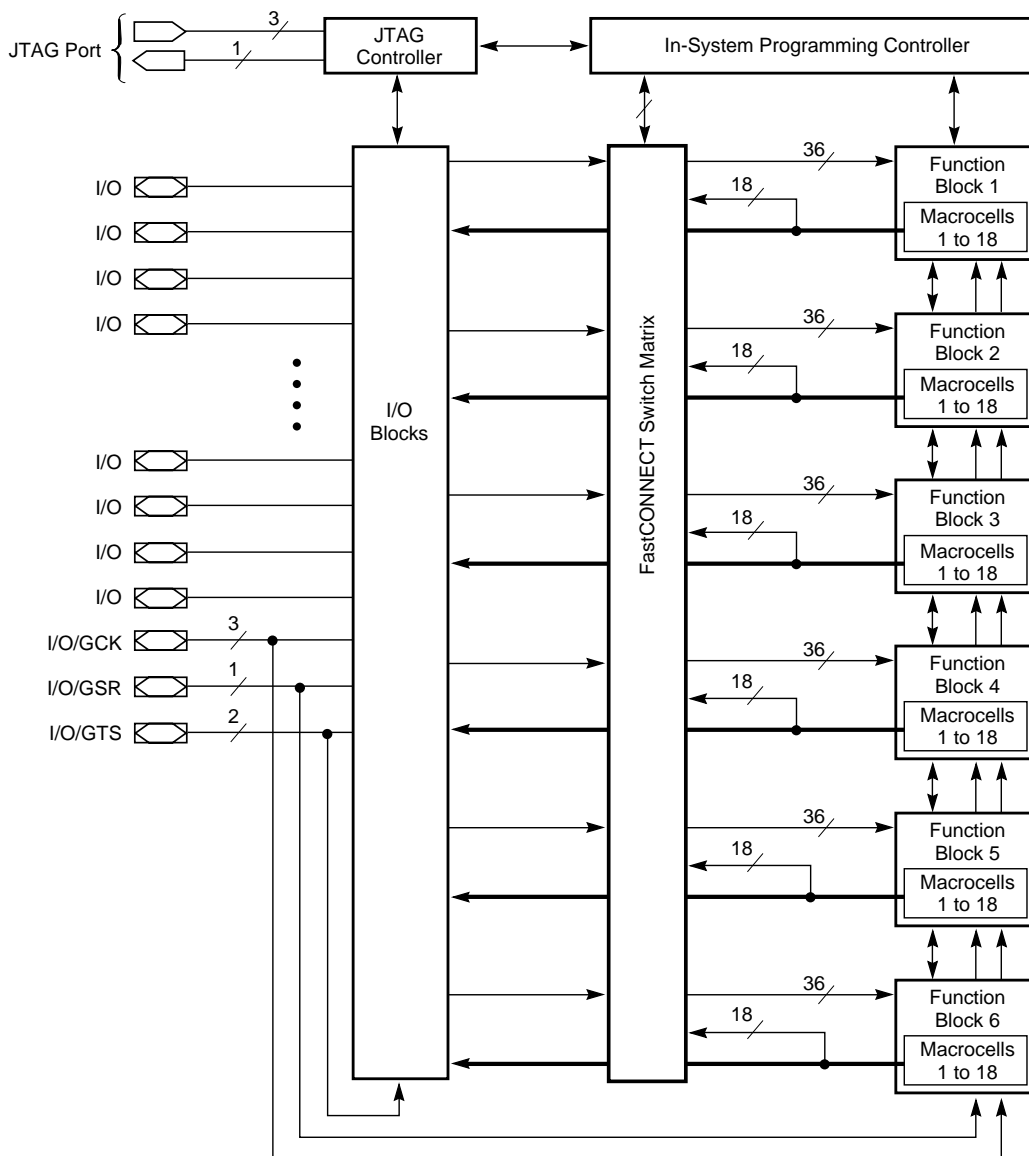 JTAG Port
3
1
JTAG
Controller
In-System Programming Controller
I/O
I/O
I/O
I/O
I/O
I/O
I/O
I/O
I/O/GCK
3
I/O/GSR
1
I/O/GTS
2
I/O
Blocks
FastCONNECT Switch Matrix
36
18
Function
Block 1
Macrocells
1 to 18
36
18
Function
Block 2
Macrocells
1 to 18
36
18
Function
Block 3
Macrocells
1 to 18
36
18
Function
Block 4
Macrocells
1 to 18
36
18
Function
Block 5
Macrocells
1 to 18
36
18
Function
Block 6
Macrocells
1 to 18